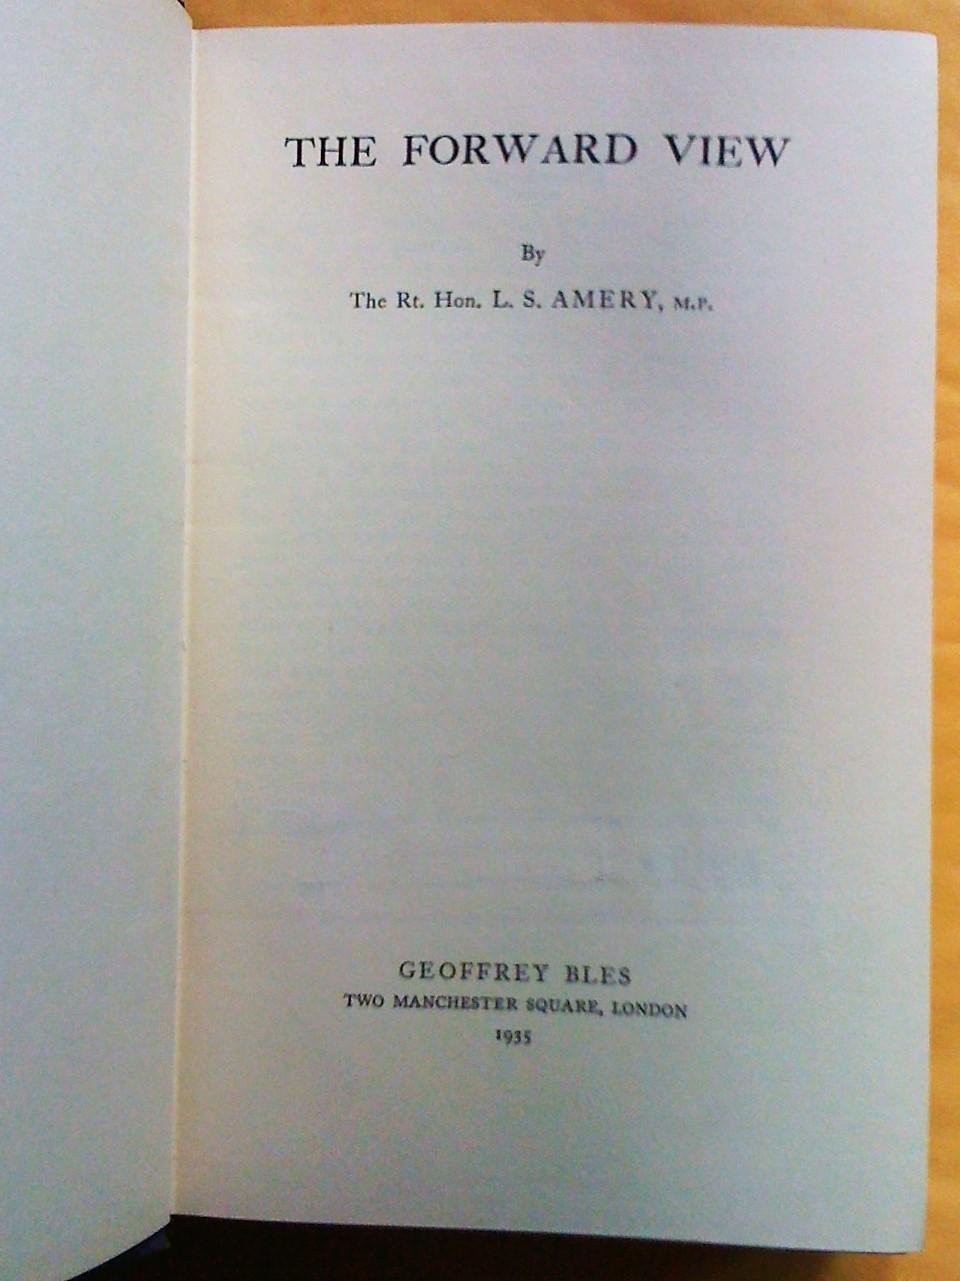 THE FORWARD VIEW
By
The Rt. Hon. L. S. AMERY, M.P.
GEOFFREY BLES
TWO MANCHESTER SQUARE, LONDON
1935